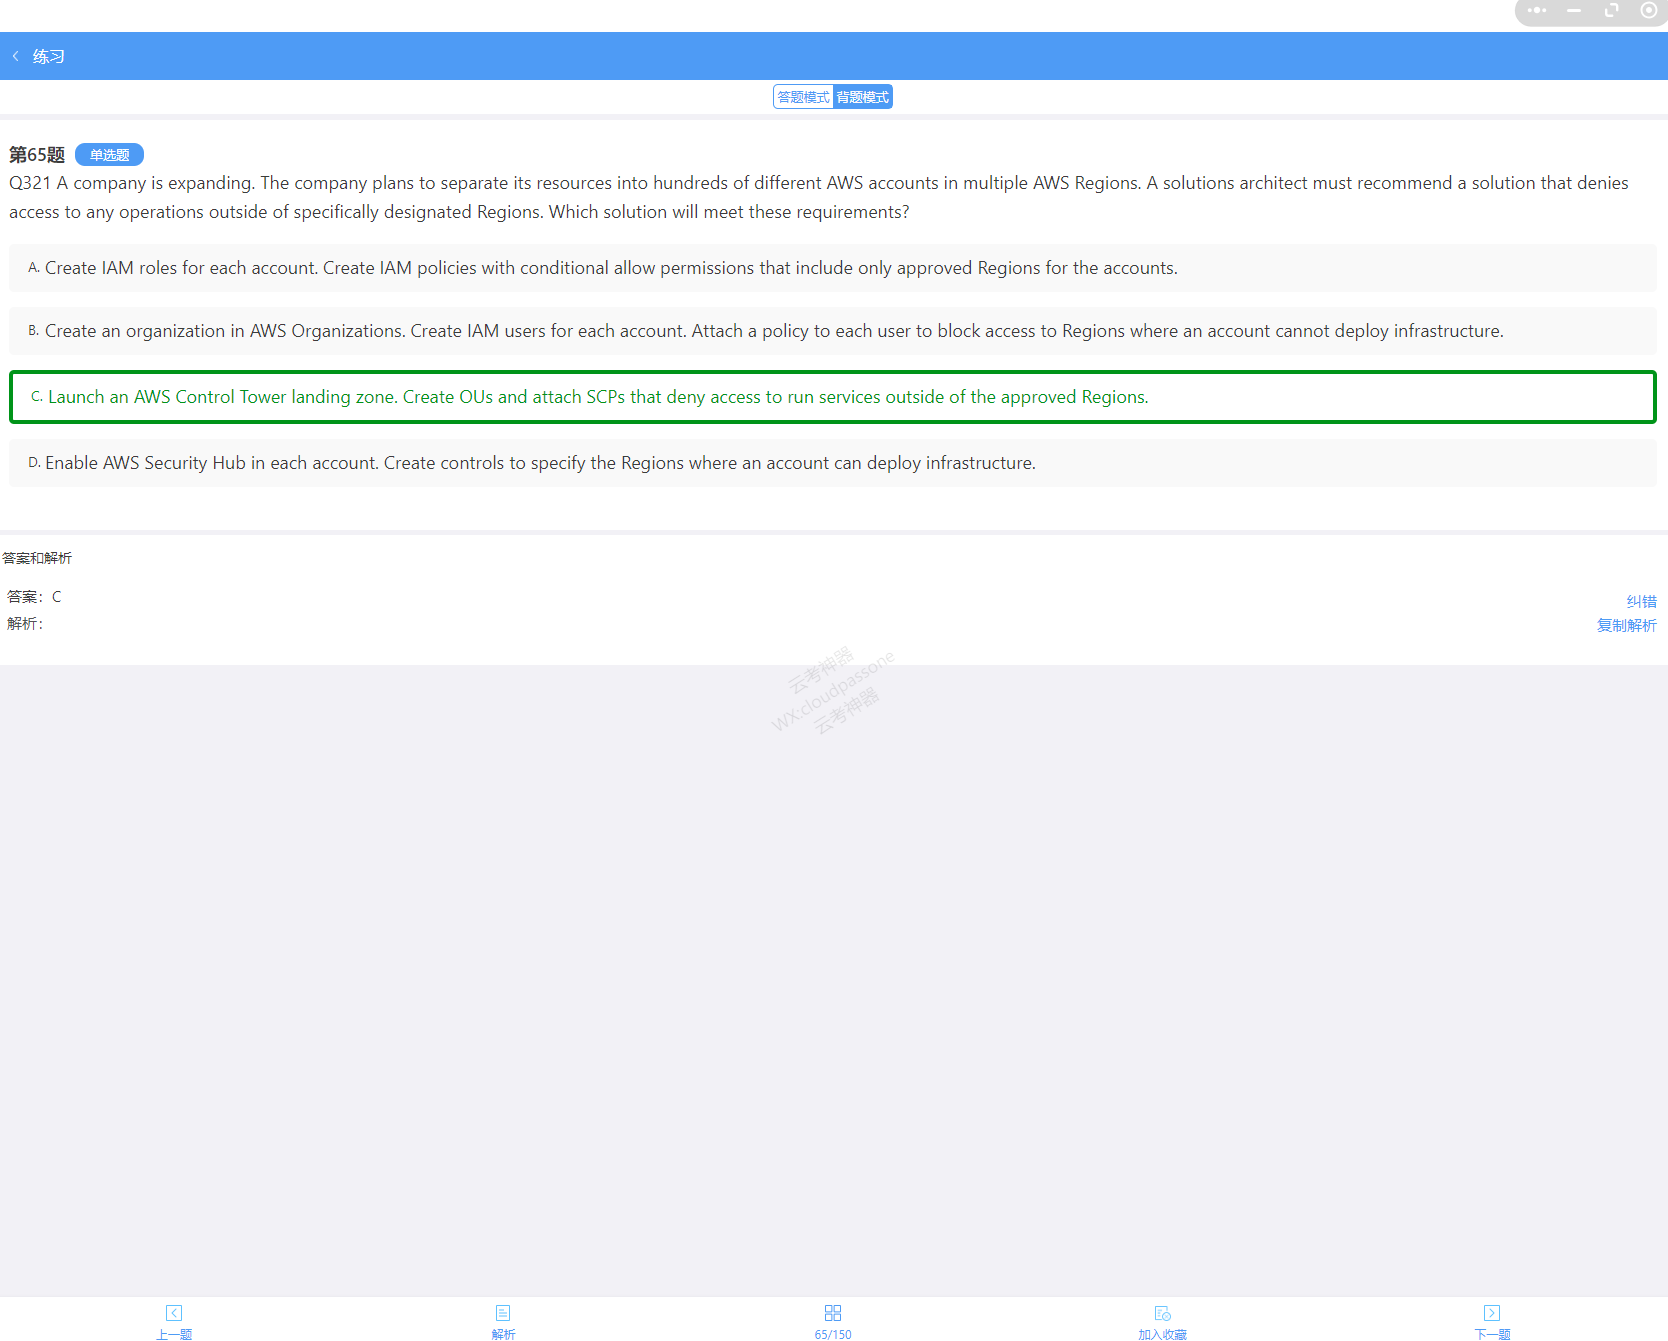 练习
答题模式 背题模式
第65题 单选题
Q321 A company is expanding. The company plans to separate its resources into hundreds of different AWS accounts in multiple AWS Regions. A solutions architect must recommend a solution that denies
access to any operations outside of specifically designated Regions. Which solution will meet these requirements?
A. Create IAM roles for each account. Create IAM policies with conditional allow permissions that include only approved Regions for the accounts.
B. Create an organization in AWS Organizations. Create IAM users for each account. Attach a policy to each user to block access to Regions where an account cannot deploy infrastructure.
C. Launch an AWS Control Tower landing zone. Create OUs and attach SCPs that deny access to run services outside of the approved Regions.
D. Enable AWS Security Hub in each account. Create controls to specify the Regions where an account can deploy infrastructure.
答案和解析
答案：C
纠错
解析：
复制解析
云考神器
WX:cloudpassone
云考神器
上一题 解析 65/150 加入收藏 下一题